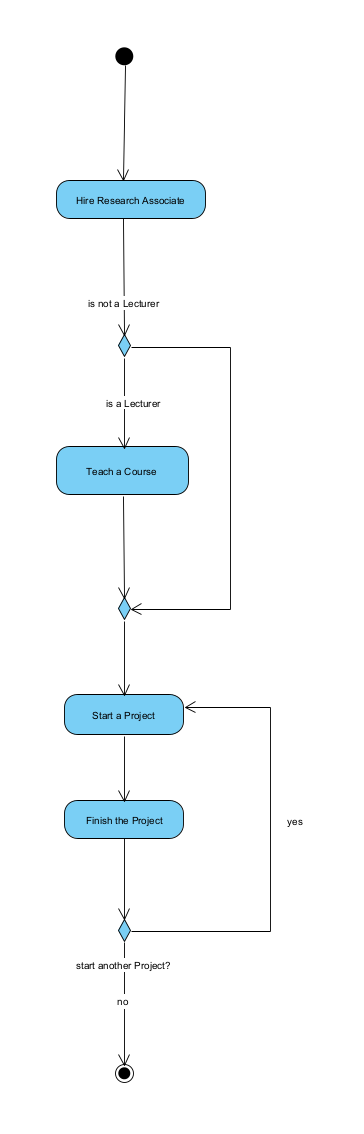 Hire Research Associate
is not a Lecturer
is a Lecturer
Teach a Course
Start a Project
Finish the Project
yes
start another Project?
no